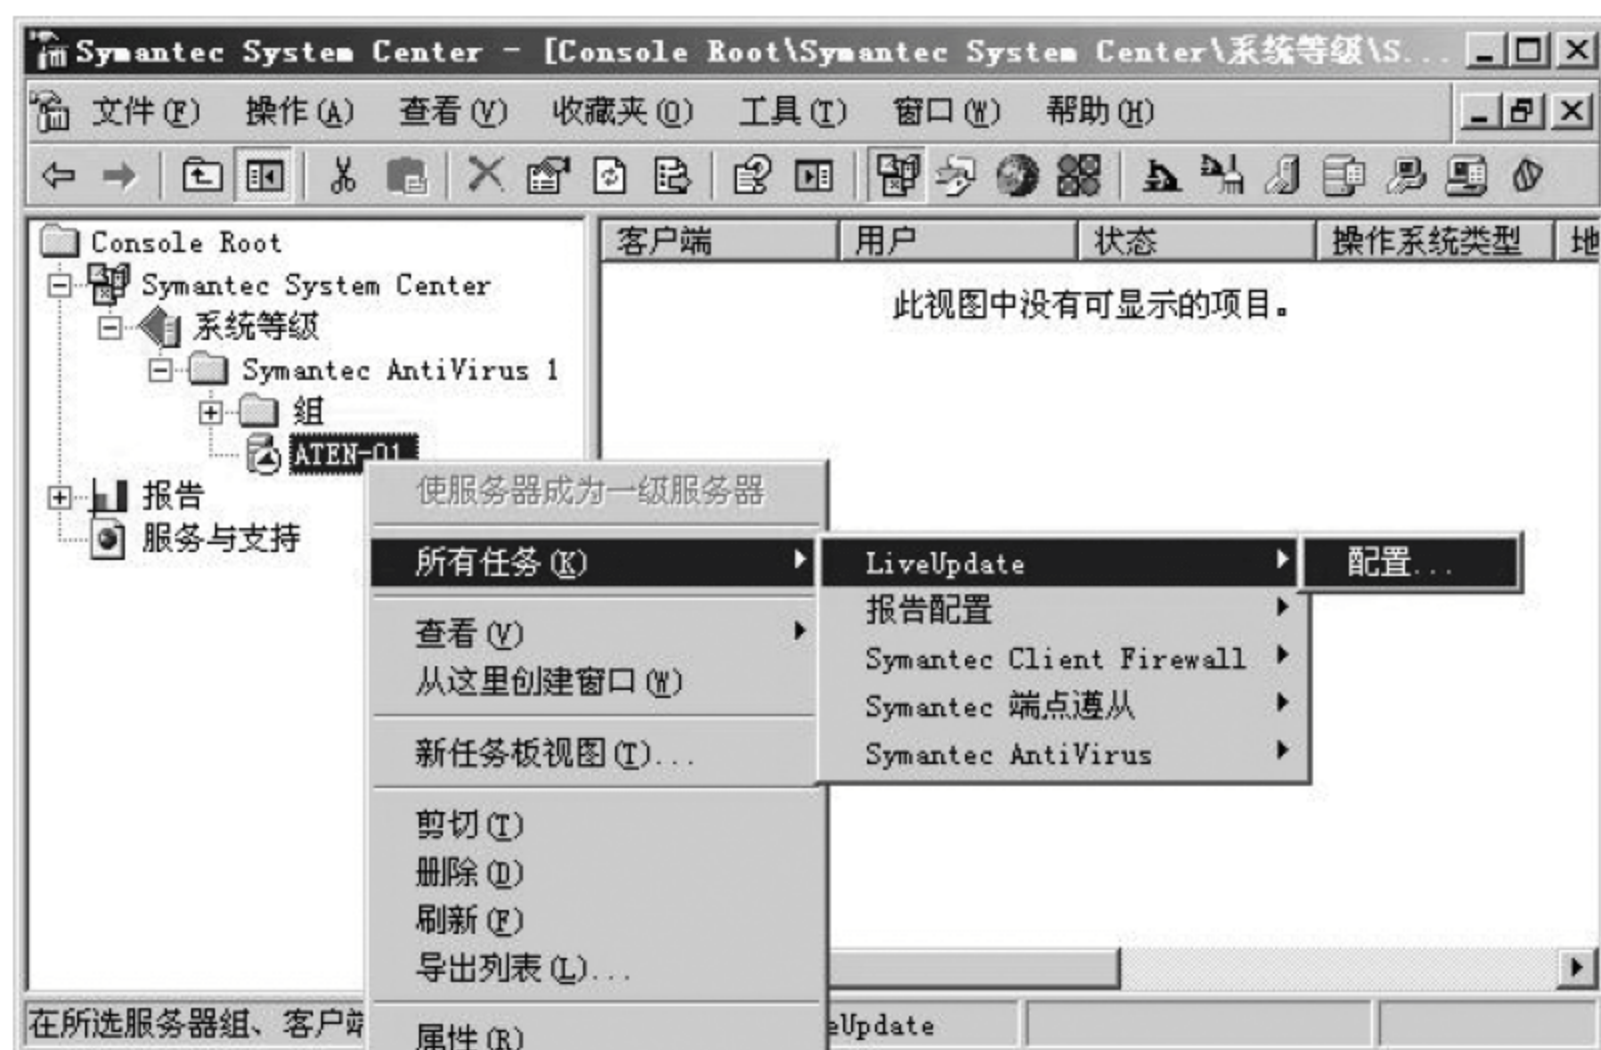 Symantec System Center - [Console Root\Symantec System Center\系统等级\S...
文件(F) 操作(A) 查看(V) 收藏夹(O) 工具(T) 窗口(W) 帮助(H)
Console Root
Symantec System Center
系统等级
Symantec AntiVirus 1
组
ATEN-01
报告
服务与支持
客户端 用户 状态 操作系统类型 地
此视图中没有可显示的项目。
使服务器成为一级服务器
所有任务(K)
查看(V)
从这里创建窗口(W)
新任务板视图(T)...
剪切(T)
删除(D)
刷新(F)
导出列表(L)...
属性(R)
LiveUpdate
报告配置
Symantec Client Firewall
Symantec 端点遵从
Symantec AntiVirus
配置...
在所选服务器组、客户端 eUpdate